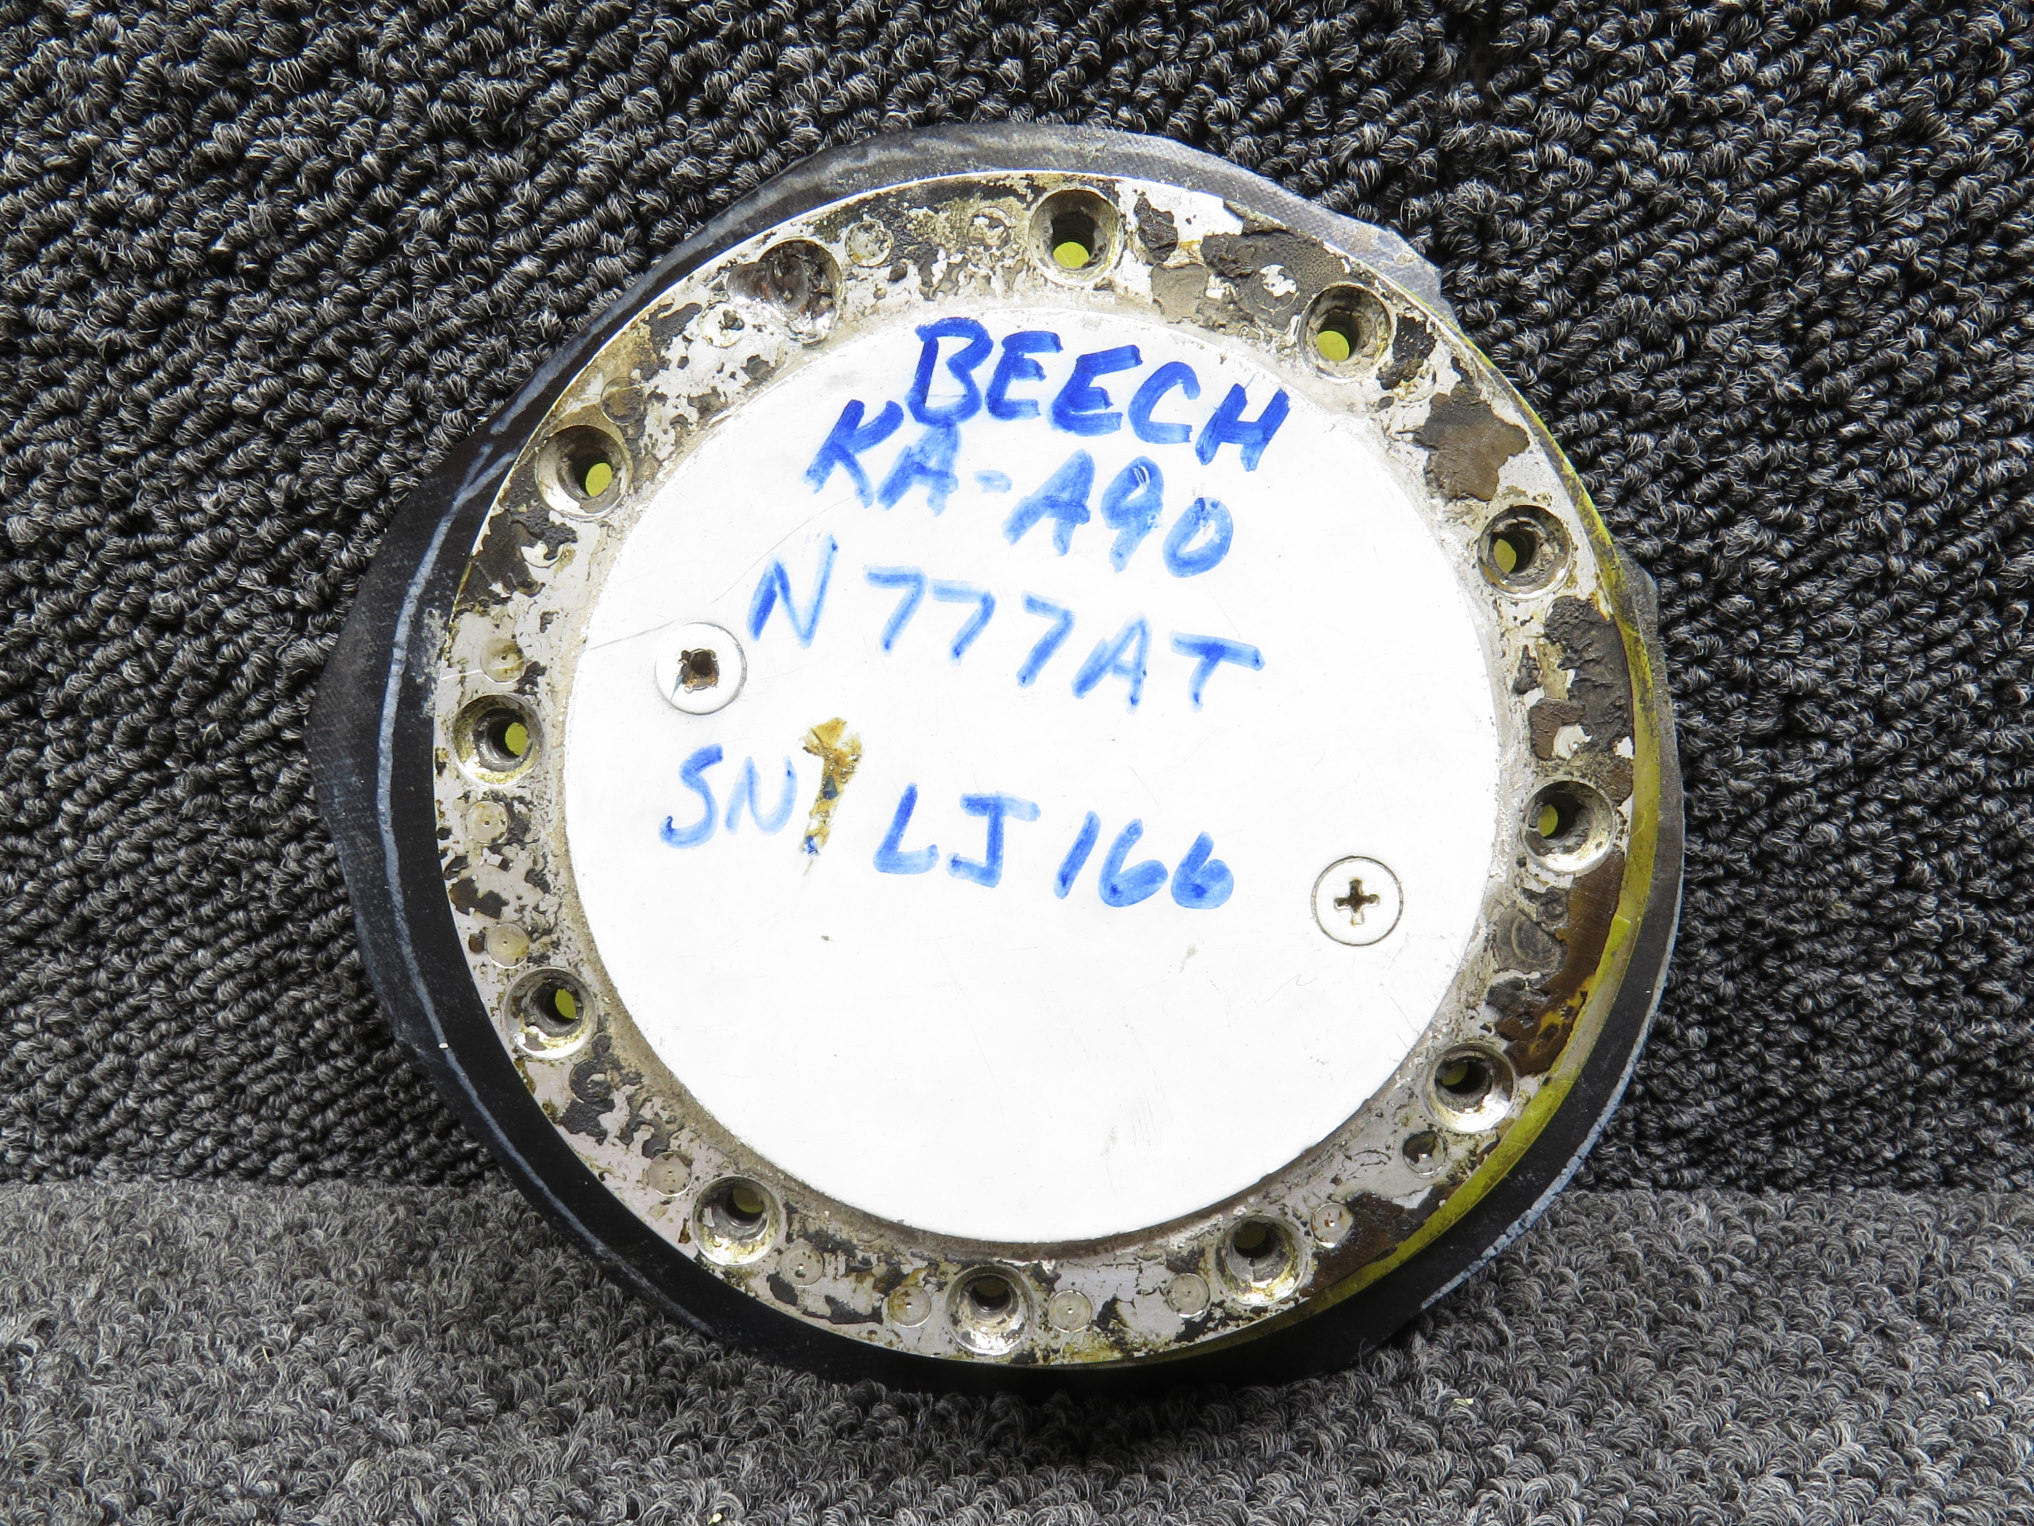 BEECH
KA-A90
N777AT
SN LJ166